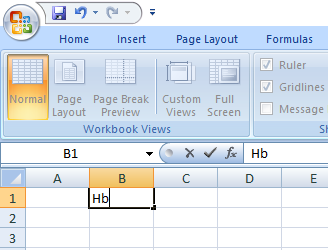 Home Insert Page Layout Formulas
Normal Page Layout Page Break Preview Custom Views Full Screen
Ruler
Gridlines
Message
Workbook Views
B1 fx Hb
A B C D E
1 Hb
2
3